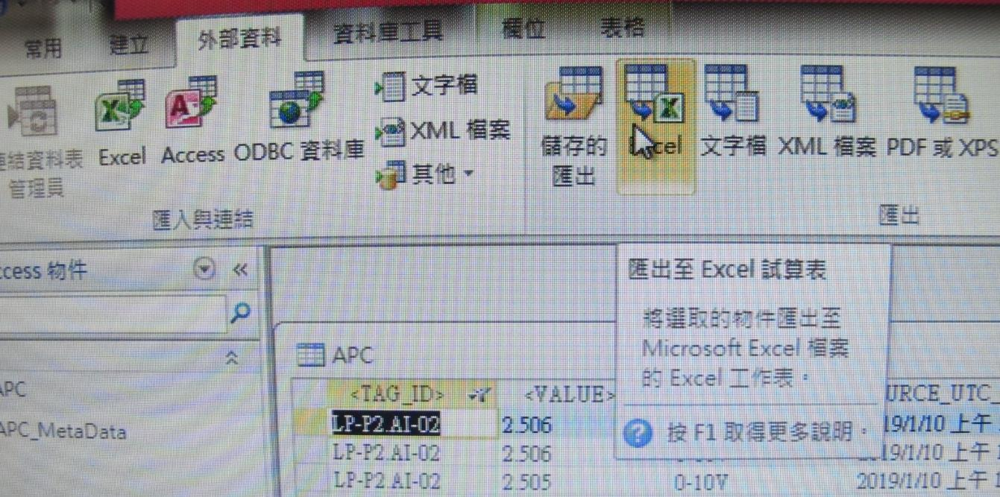 常用 建立 外部資料 資料庫工具 欄位 表格
連結資料表 管理員
Excel
Access
ODBC 資料庫
文字檔
XML 檔案
其他
匯入與連結
儲存的 匯出
Excel
文字檔
XML 檔案
PDF 或 XPS
匯出
ccess 物件
APC
APC_MetaData
匯出至 Excel 試算表
將選取的物件匯出至
Microsoft Excel 檔案
的 Excel 工作表。
按 F1 取得更多說明。
APC
<TAG_ID> <VALUE> URCE_UTC_
LP-P2.AI-02 2.506 19/1/10 上午
LP-P2.AI-02 2.506 19/1/10 上午
LP-P2.AI-02 2.505 0-10V 2019/1/10 上午